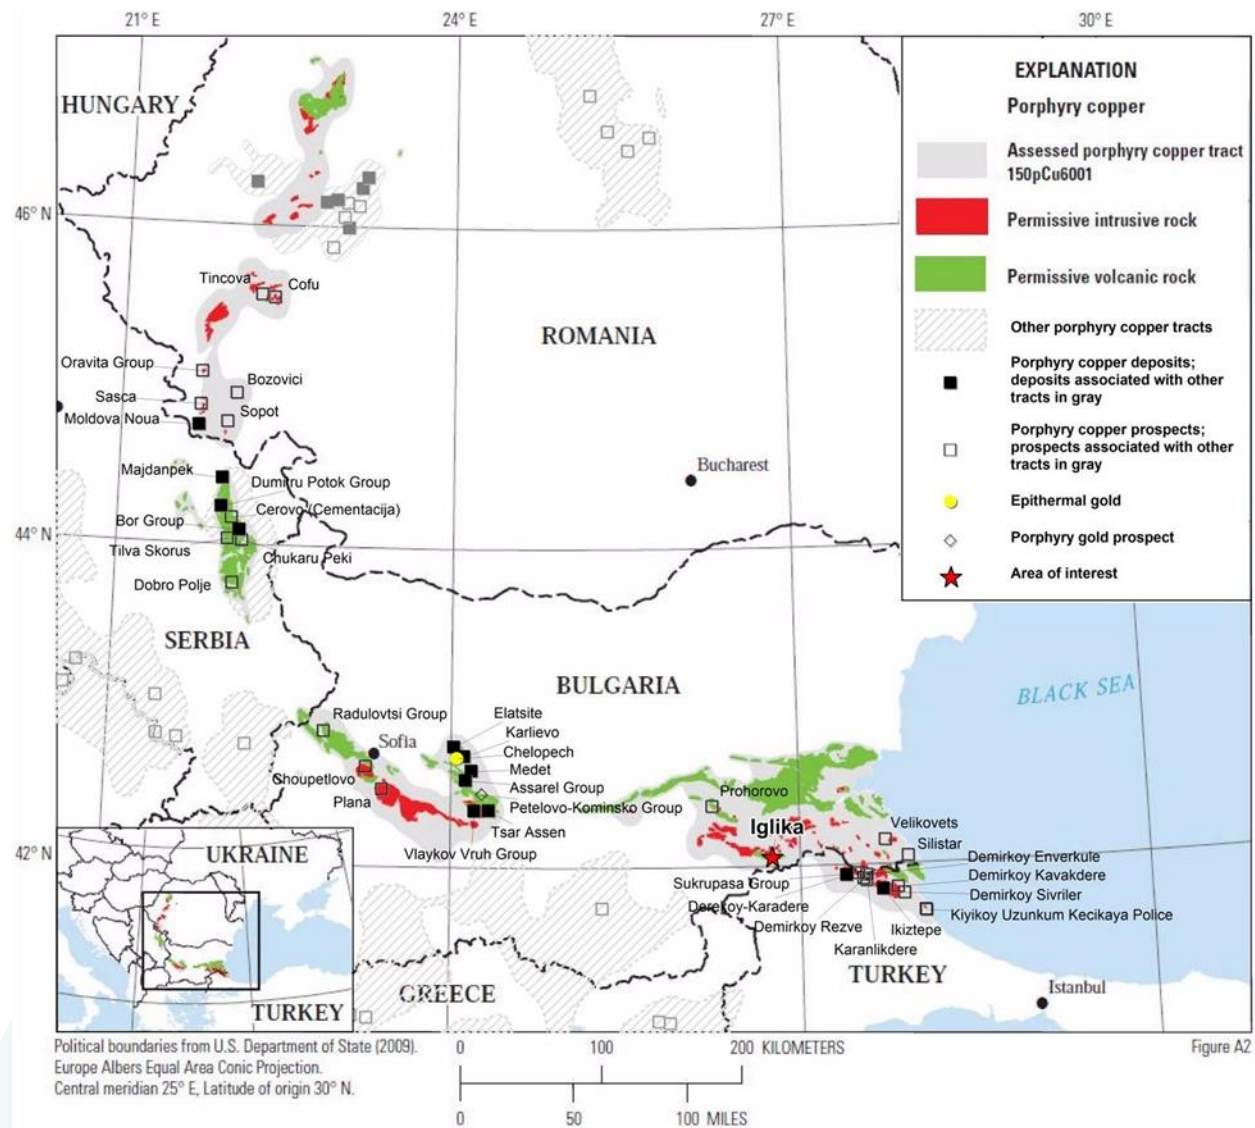 21° E
24° E
27° E
30° E
HUNGARY
46° N
Tincova
Cofu
ROMANIA
Oravita Group
Bozovici
Sasca
Sopot
Moldova Noua
Bucharest
Majdanpek
Dumitru Potok Group
Cerovo (Cementacija)
Bor Group
44° N
Tilva Skorus
Chukaru Peki
Dobro Polje
SERBIA
BULGARIA
BLACK SEA
Radulovtsi Group
Sofia
Elatsite
Karlievo
Chelopech
Medet
Assarel Group
Choupetlovo
Plana
Petelovo-Kominsko Group
Tsar Assen
Vlaykov Vruh Group
Prohorovo
Iglika
Velikovets
Silistar
42° N
Demirkoy Enverkule
Demirkoy Kavakdere
Demirkoy Sivriler
Kiyikoy Uzunkum Kecikaya Police
Sukrupasa Group
Derekoy-Karadere
Demirkoy Rezve
Ikiztepe
Karanlikdere
TURKEY
GREECE
Istanbul
UKRAINE
TURKEY
EXPLANATION
Porphyry copper
Assessed porphyry copper tract
150pCu6001
Permissive intrusive rock
Permissive volcanic rock
Other porphyry copper tracts
Porphyry copper deposits;
deposits associated with other
tracts in gray
Porphyry copper prospects;
prospects associated with other
tracts in gray
Epithermal gold
Porphyry gold prospect
Area of interest
Political boundaries from U.S. Department of State (2009).
Europe Albers Equal Area Conic Projection.
Central meridian 25° E, Latitude of origin 30° N.
0 100 200 KILOMETERS
0 50 100 MILES
Figure A2